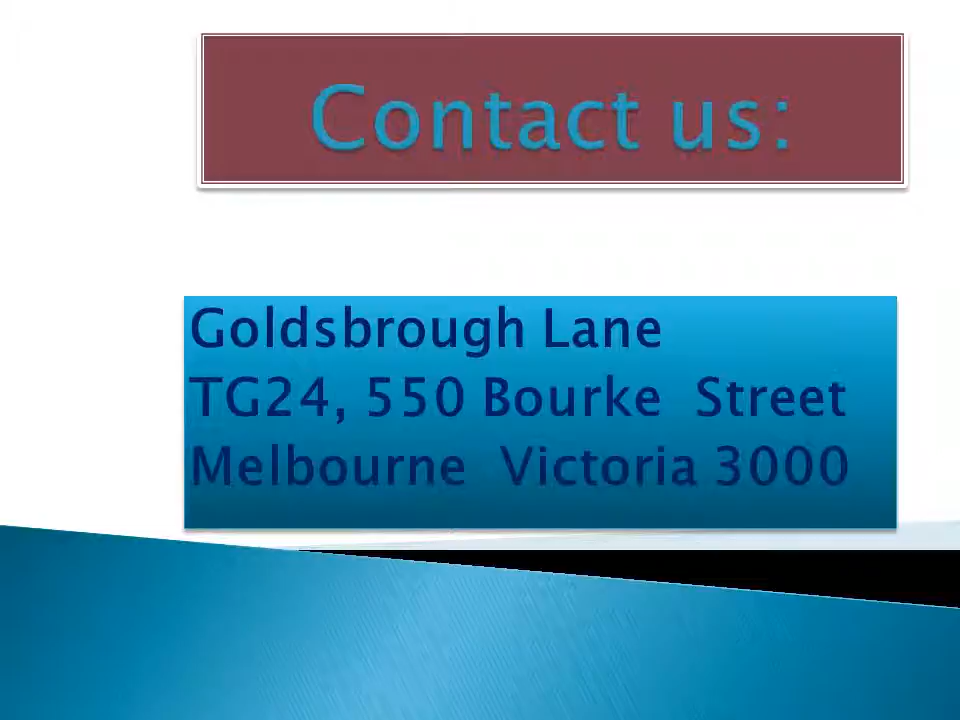 Contact us:
Goldsbrough Lane
TG24, 550 Bourke Street
Melbourne Victoria 3000